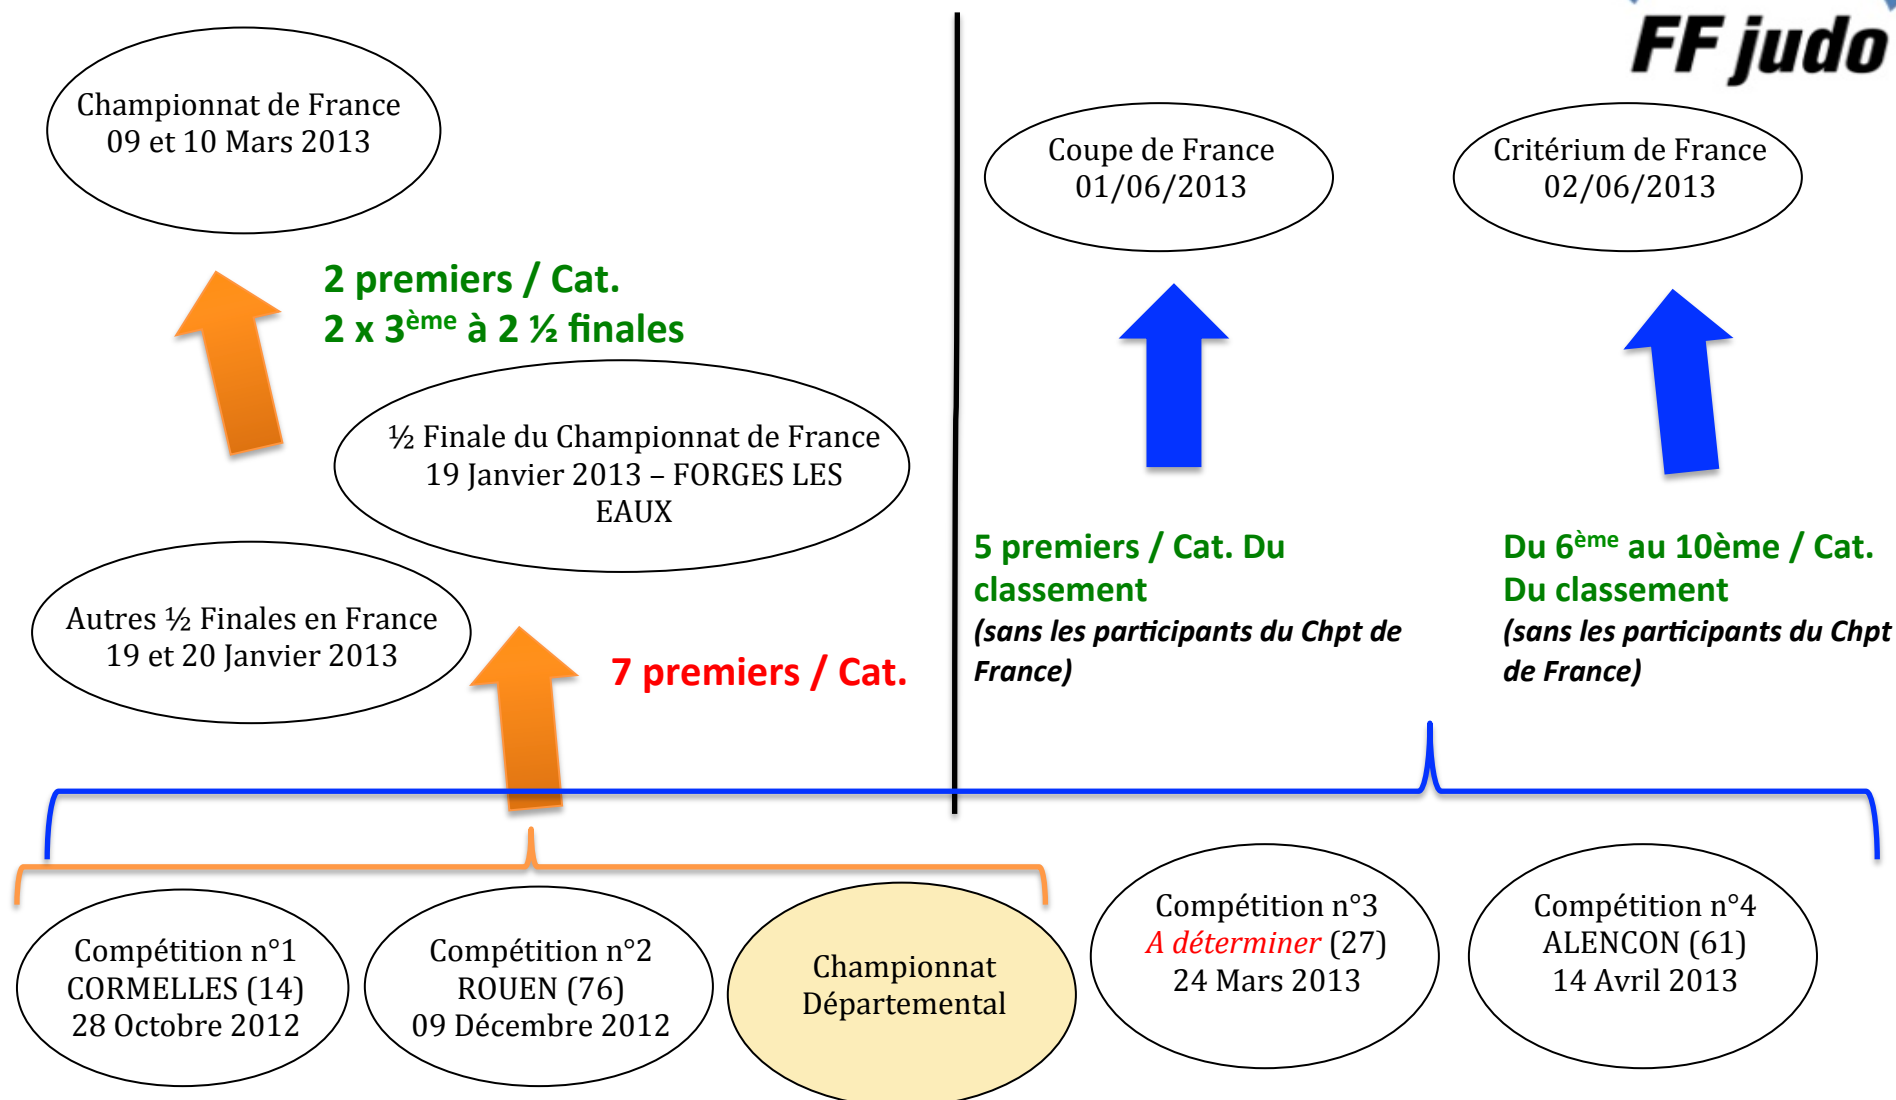 FF judo
Championnat de France
09 et 10 Mars 2013
Coupe de France
01/06/2013
Critérium de France
02/06/2013
2 premiers / Cat.
2 x 3ème à 2 ½ finales
½ Finale du Championnat de France
19 Janvier 2013 – FORGES LES
EAUX
Autres ½ Finales en France
19 et 20 Janvier 2013
7 premiers / Cat.
5 premiers / Cat. Du
classement
(sans les participants du Chpt de
France)
Du 6ème au 10ème / Cat.
Du classement
(sans les participants du Chpt
de France)
Compétition n°1
CORMELLES (14)
28 Octobre 2012
Compétition n°2
ROUEN (76)
09 Décembre 2012
Championnat
Départemental
Compétition n°3
A déterminer (27)
24 Mars 2013
Compétition n°4
ALENCON (61)
14 Avril 2013